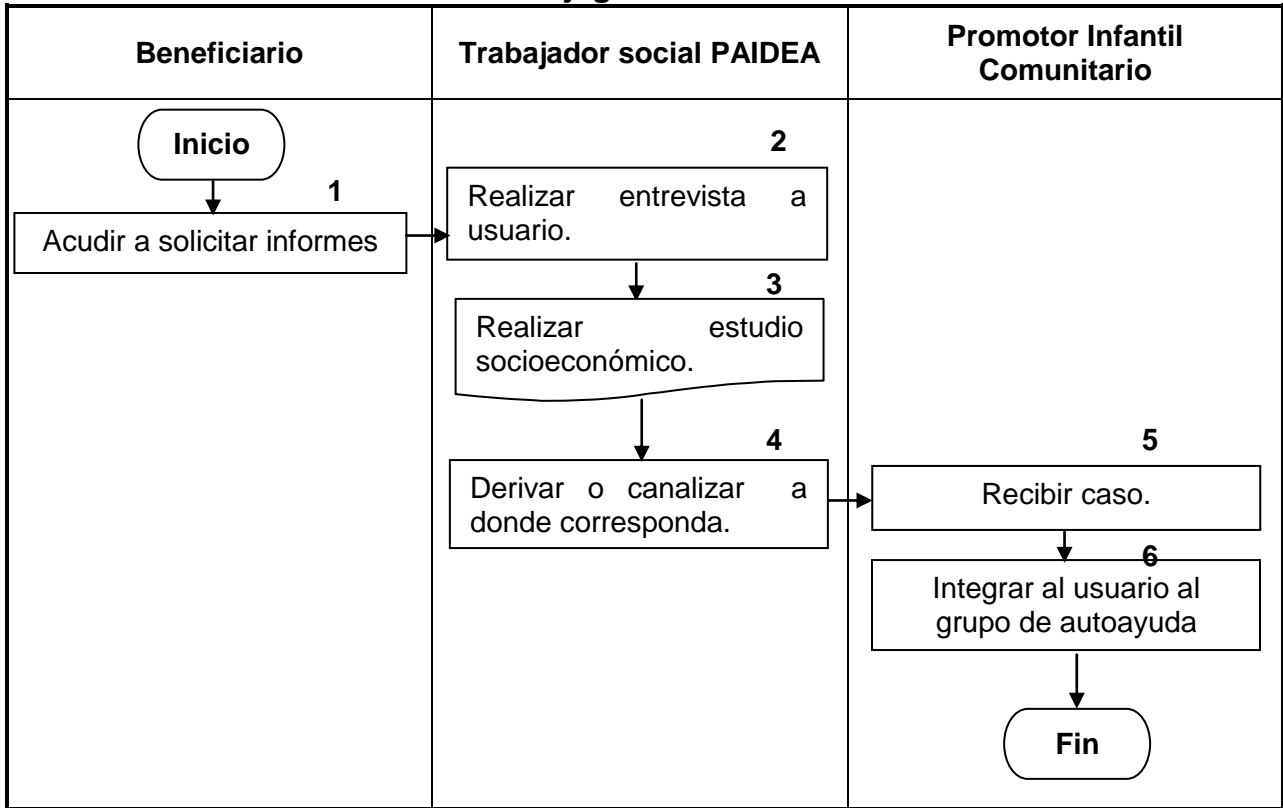 Beneficiario
Trabajador social PAIDEA
Promotor Infantil
Comunitario
Inicio
1
Acudir a solicitar informes
2
Realizar entrevista a
usuario.
3
Realizar estudio
socioeconómico.
4
Derivar o canalizar a
donde corresponda.
5
Recibir caso.
6
Integrar al usuario al
grupo de autoayuda
Fin